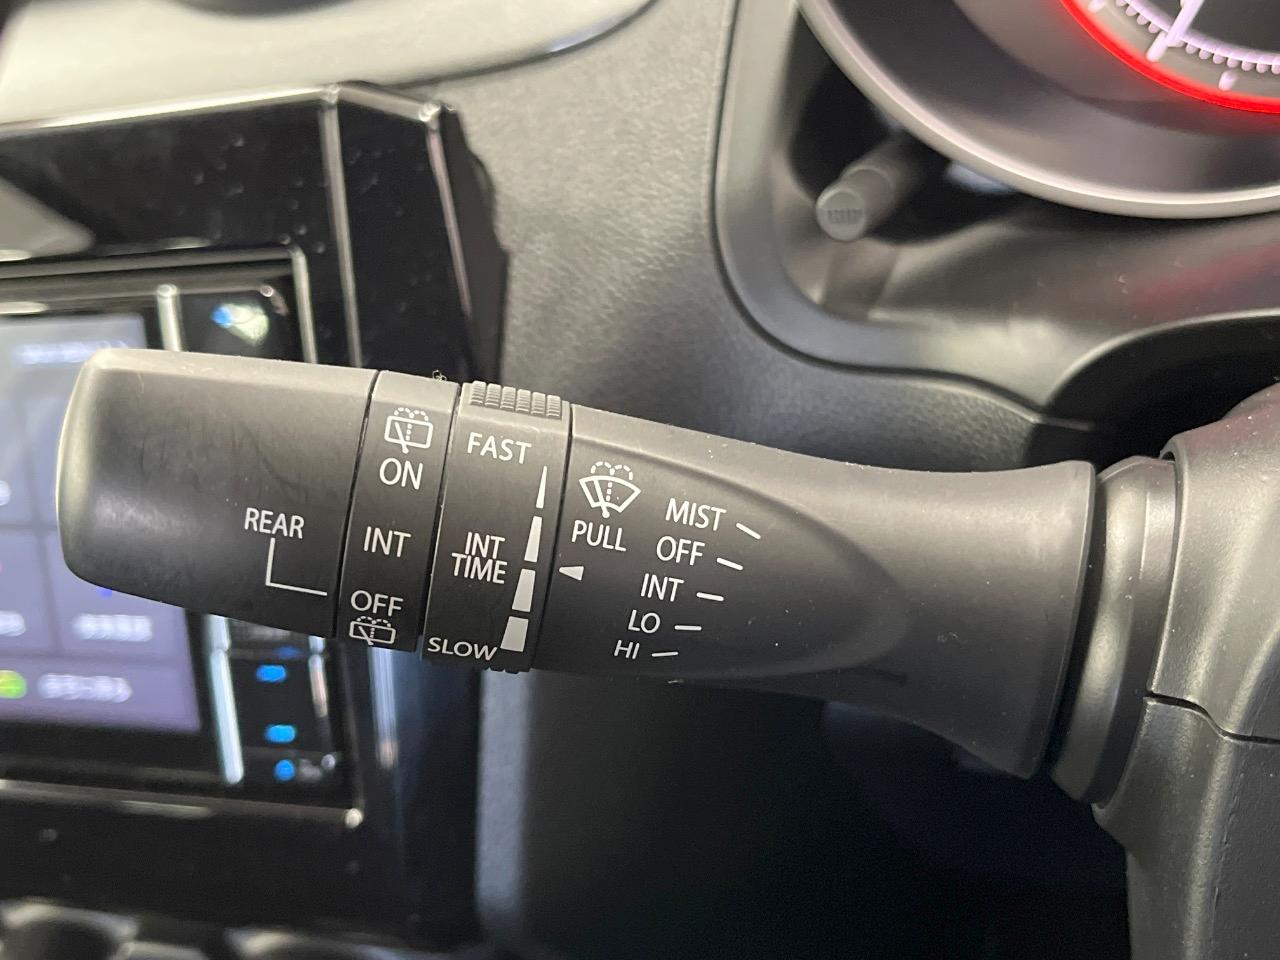 REAR
ON
INT
OFF
FAST
INT
TIME
SLOW
PULL
MIST
OFF
INT
LO
HI